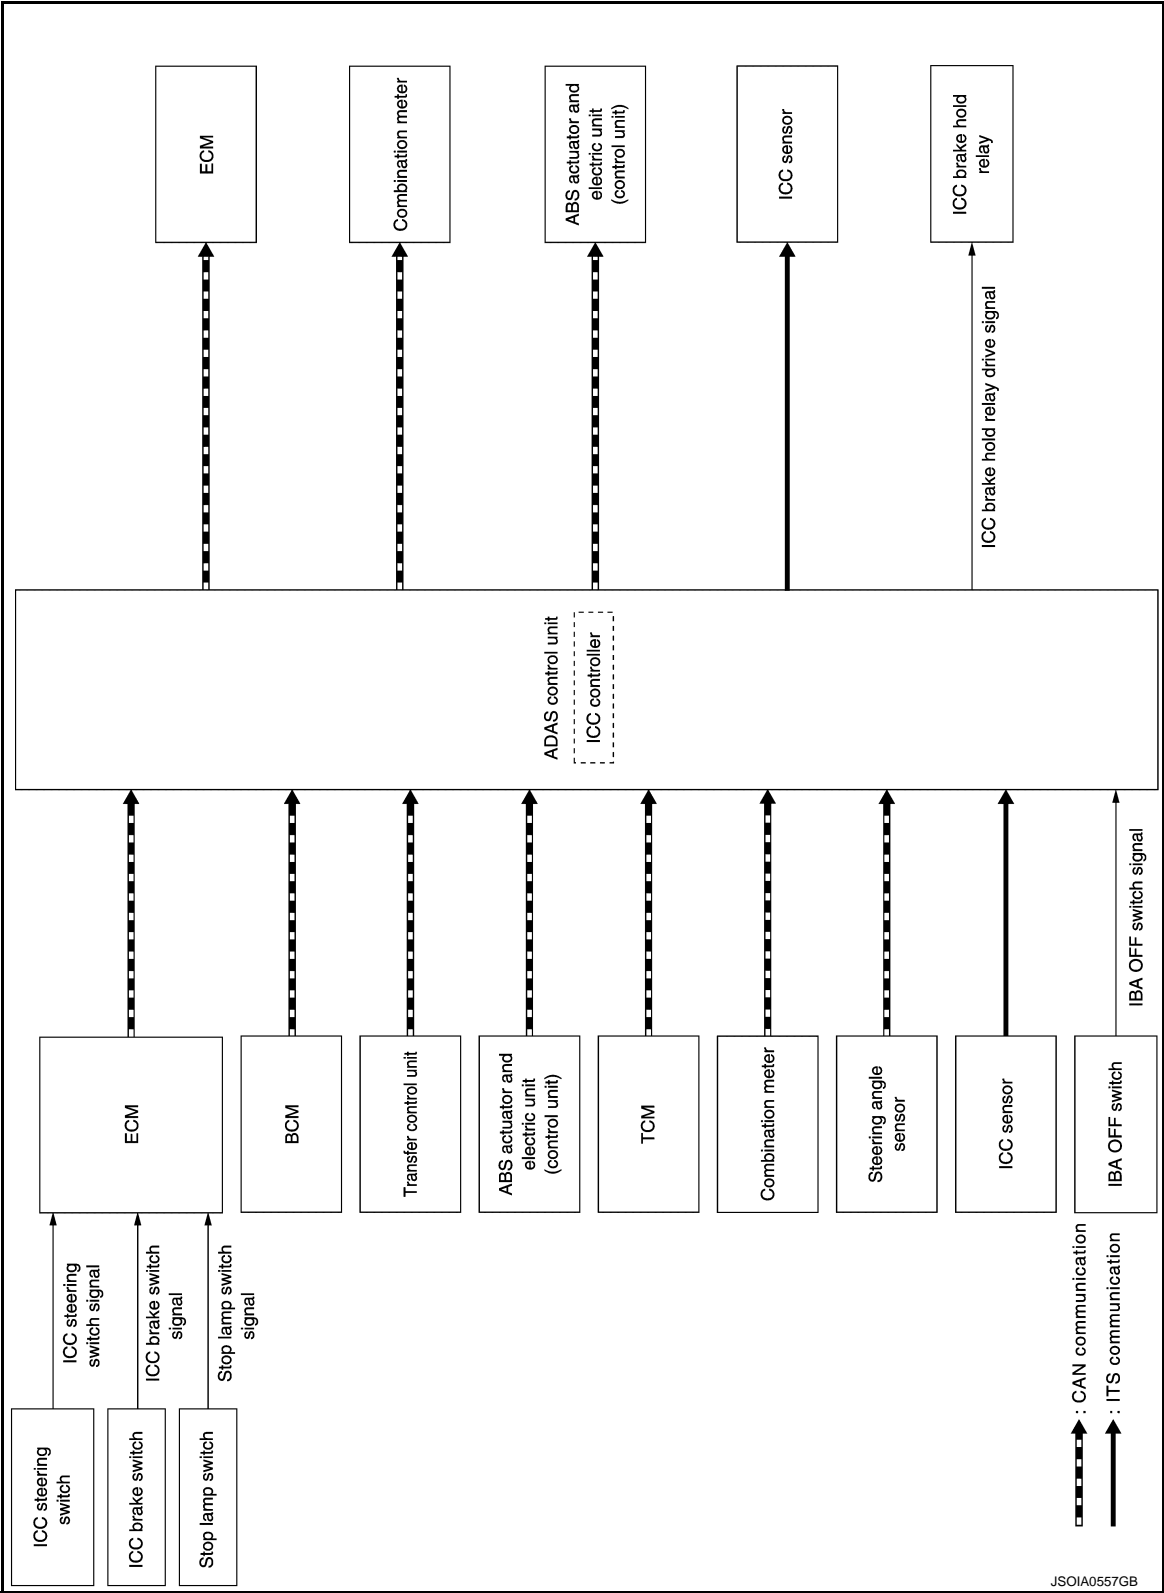 ICC steering
switch
ICC steering
switch signal
ICC brake switch
ICC brake switch
signal
Stop lamp switch
Stop lamp switch
signal
ECM
BCM
Transfer control unit
ABS actuator and
electric unit
(control unit)
TCM
Combination meter
Steering angle
sensor
ICC sensor
IBA OFF switch
IBA OFF switch signal
ADAS control unit
ICC controller
ECM
Combination meter
ABS actuator and
electric unit
(control unit)
ICC sensor
ICC brake hold relay drive signal
ICC brake hold
relay
: CAN communication
: ITS communication
JSOIA0557GB